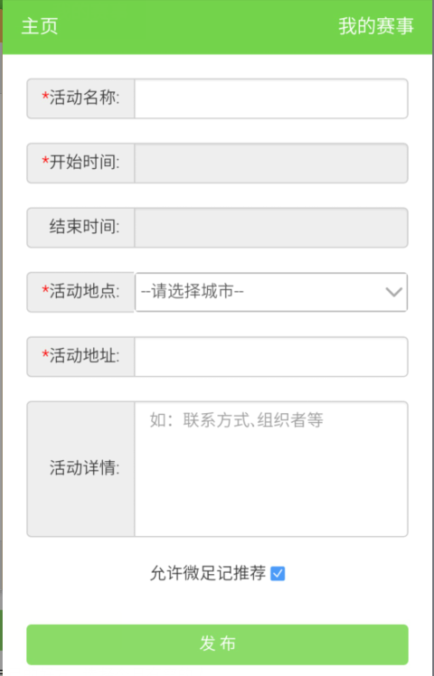 主页 我的赛事
*活动名称:
*开始时间:
结束时间:
*活动地点: --请选择城市--
*活动地址:
如：联系方式、组织者等
活动详情:
允许微足记推荐
发布